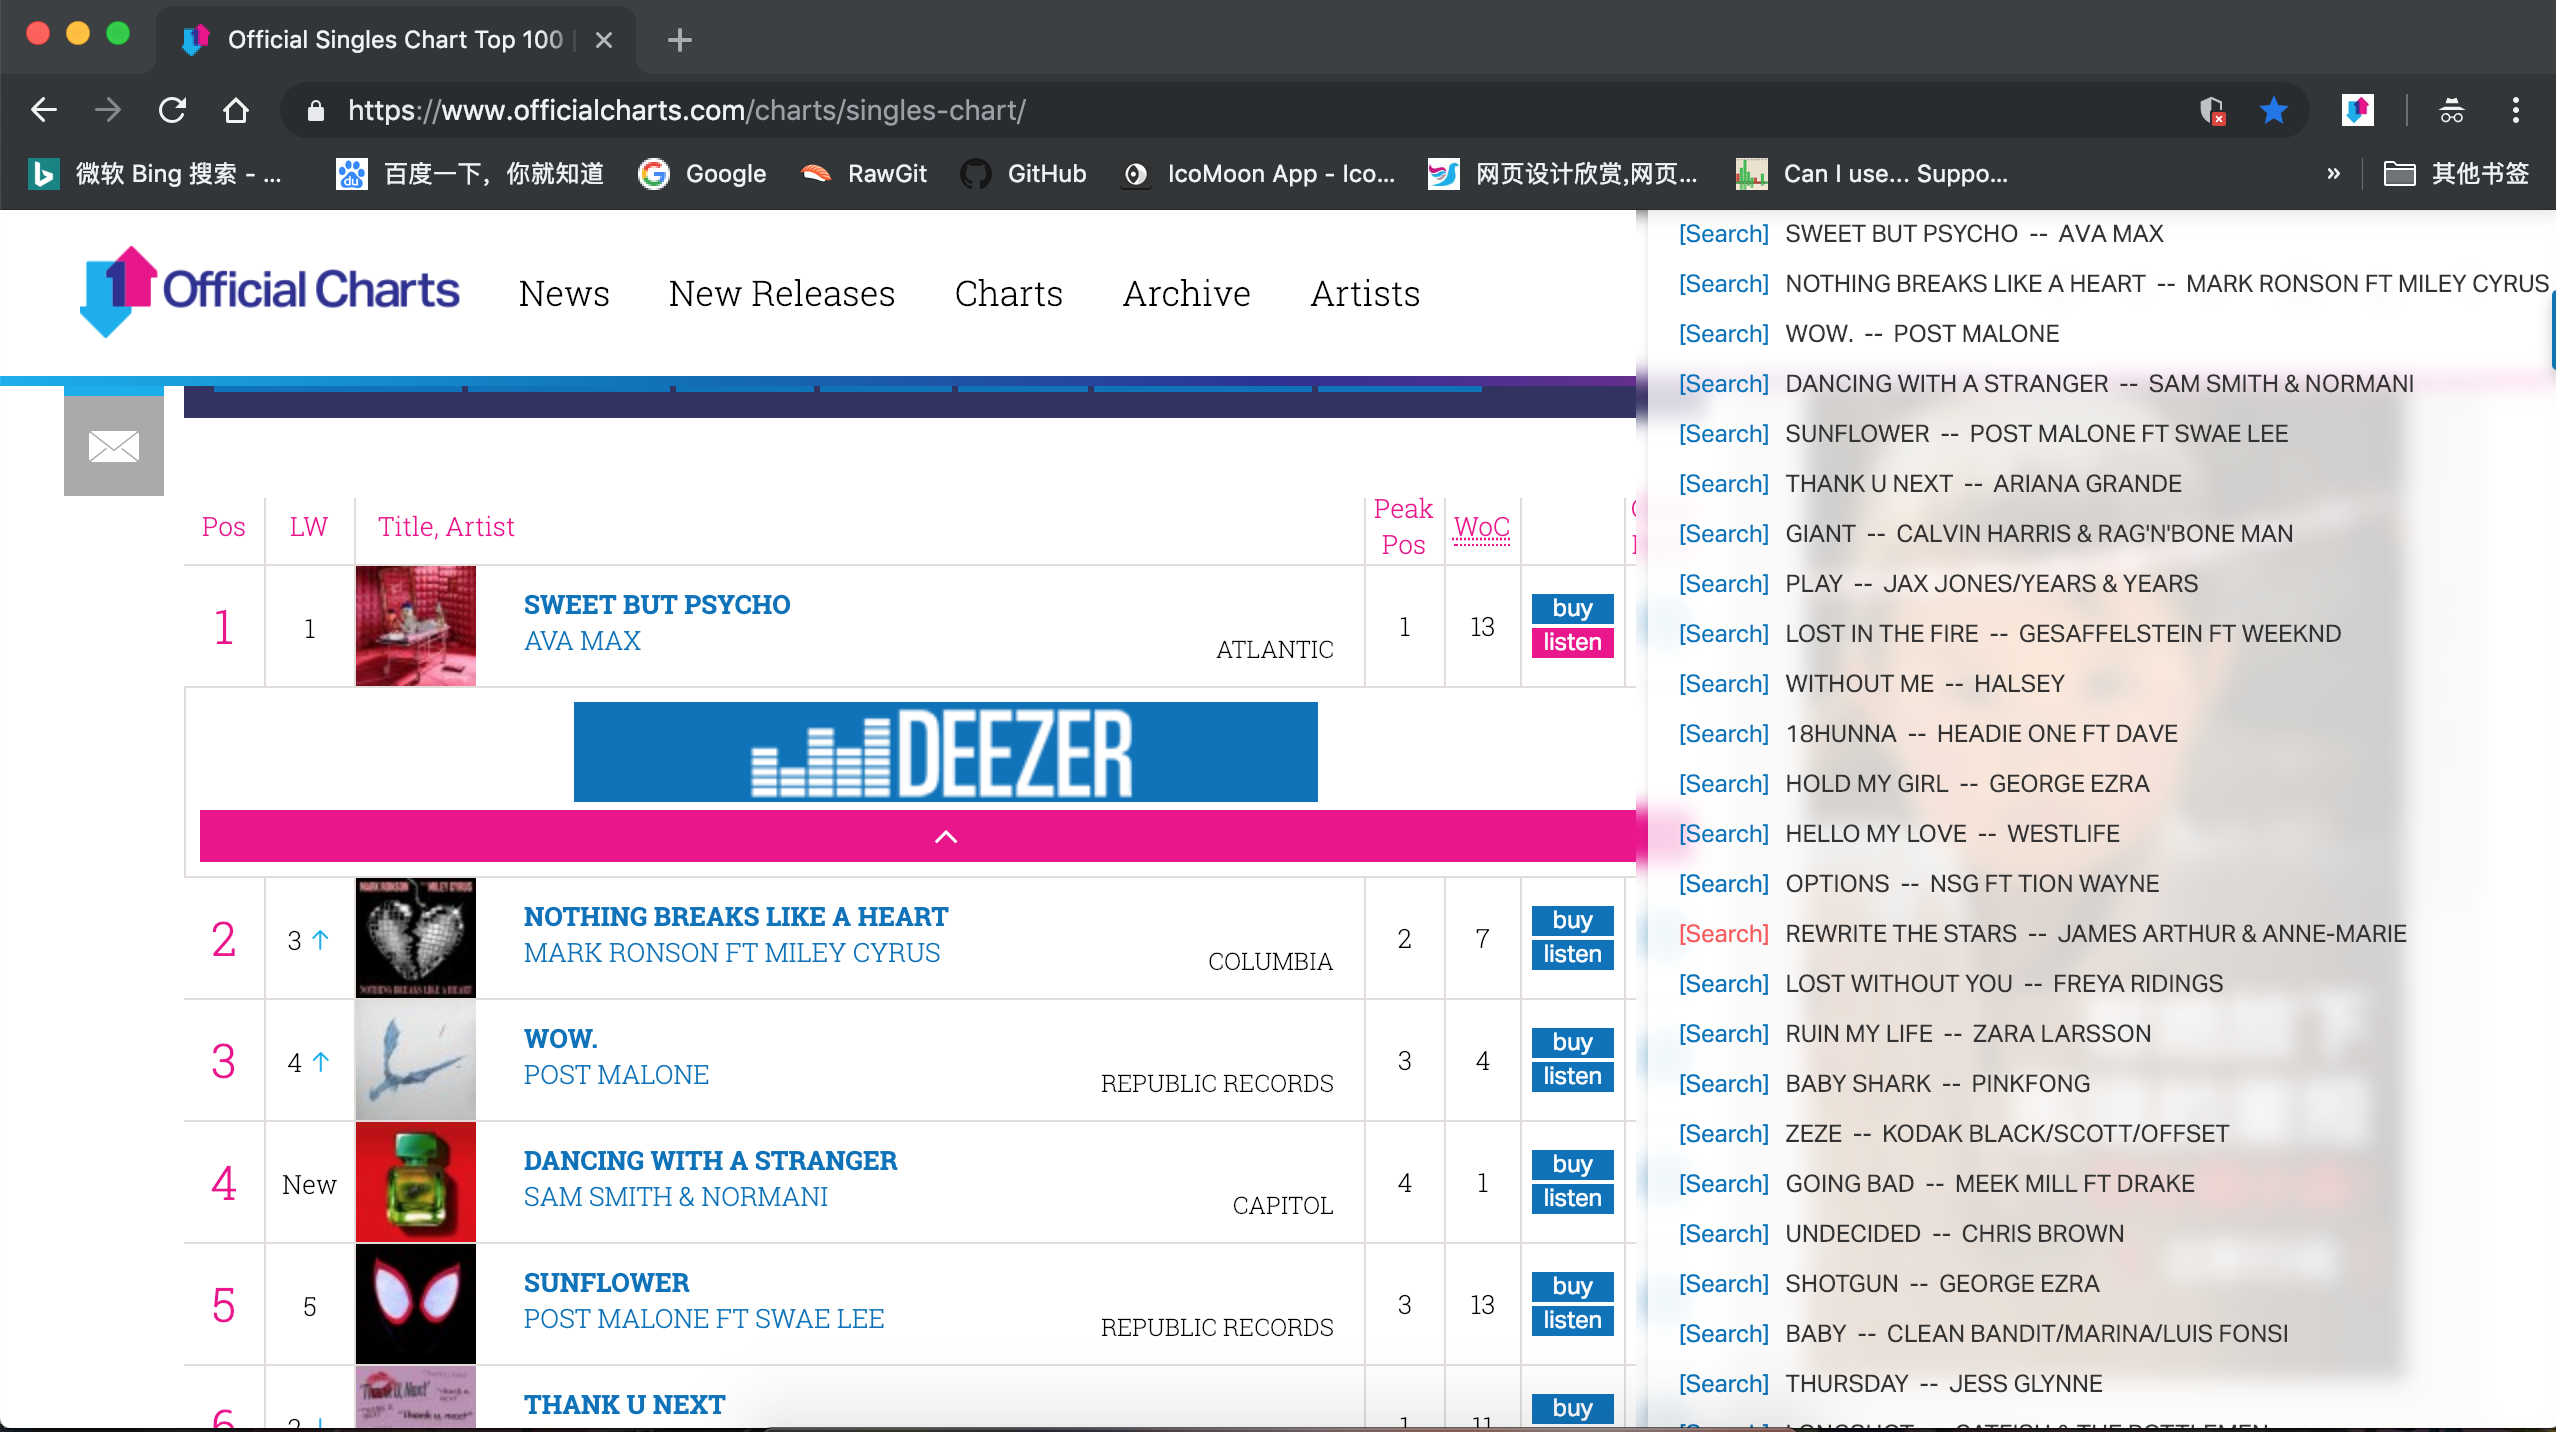 Official Singles Chart Top 100
https://www.officialcharts.com/charts/singles-chart/
微软 Bing 搜索 - ...
百度一下，你就知道
Google
RawGit
GitHub
IcoMoon App - Ico...
网页设计欣赏,网页...
Can I use... Suppo...
»
其他书签
Official Charts
News
New Releases
Charts
Archive
Artists
Pos LW Title, Artist Peak Pos WoC
1 1 SWEET BUT PSYCHO
AVA MAX
ATLANTIC
1 13 buy
listen
DEEZER
2 3 NOTHING BREAKS LIKE A HEART
MARK RONSON FT MILEY CYRUS
COLUMBIA
2 7 buy
listen
3 4 WOW.
POST MALONE
REPUBLIC RECORDS
3 4 buy
listen
4 New DANCING WITH A STRANGER
SAM SMITH & NORMANI
CAPITOL
4 1 buy
listen
5 5 SUNFLOWER
POST MALONE FT SWAE LEE
REPUBLIC RECORDS
3 13 buy
listen
6 THANK U NEXT
1 11 buy
[Search] SWEET BUT PSYCHO -- AVA MAX
[Search] NOTHING BREAKS LIKE A HEART -- MARK RONSON FT MILEY CYRUS
[Search] WOW. -- POST MALONE
[Search] DANCING WITH A STRANGER -- SAM SMITH & NORMANI
[Search] SUNFLOWER -- POST MALONE FT SWAE LEE
[Search] THANK U NEXT -- ARIANA GRANDE
[Search] GIANT -- CALVIN HARRIS & RAG'N'BONE MAN
[Search] PLAY -- JAX JONES/YEARS & YEARS
[Search] LOST IN THE FIRE -- GESAFFELSTEIN FT WEEKND
[Search] WITHOUT ME -- HALSEY
[Search] 18HUNNA -- HEADIE ONE FT DAVE
[Search] HOLD MY GIRL -- GEORGE EZRA
[Search] HELLO MY LOVE -- WESTLIFE
[Search] OPTIONS -- NSG FT TION WAYNE
[Search] REWRITE THE STARS -- JAMES ARTHUR & ANNE-MARIE
[Search] LOST WITHOUT YOU -- FREYA RIDINGS
[Search] RUIN MY LIFE -- ZARA LARSSON
[Search] BABY SHARK -- PINKFONG
[Search] ZEZE -- KODAK BLACK/SCOTT/OFFSET
[Search] GOING BAD -- MEEK MILL FT DRAKE
[Search] UNDECIDED -- CHRIS BROWN
[Search] SHOTGUN -- GEORGE EZRA
[Search] BABY -- CLEAN BANDIT/MARINA/LUIS FONSI
[Search] THURSDAY -- JESS GLYNNE